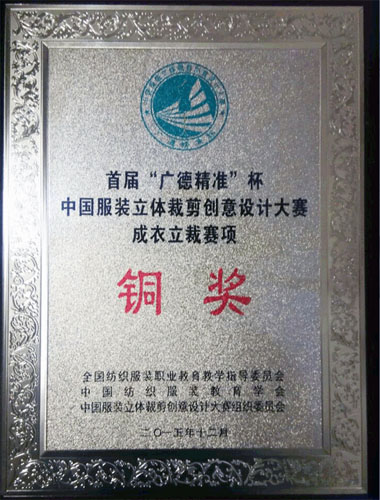 首届“广德精准”杯
中国服装立体裁剪创意设计大赛
成衣立裁赛项
铜奖
全国纺织服装职业教育教学指导委员会
中国纺织服装教育学会
中国服装立体裁剪创意设计大赛组织委员会
二〇一五年十二月